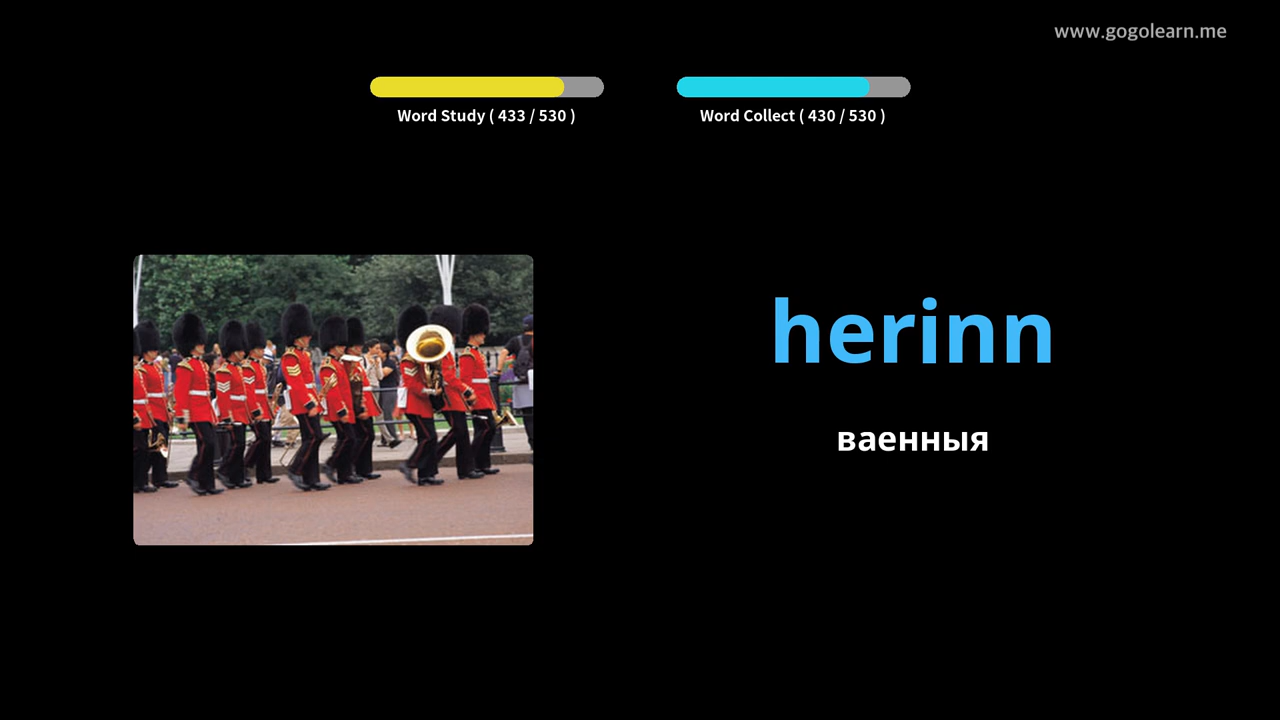 www.gogolearn.me
Word Study ( 433 / 530 )
Word Collect ( 430 / 530 )
herinn
ваенныя